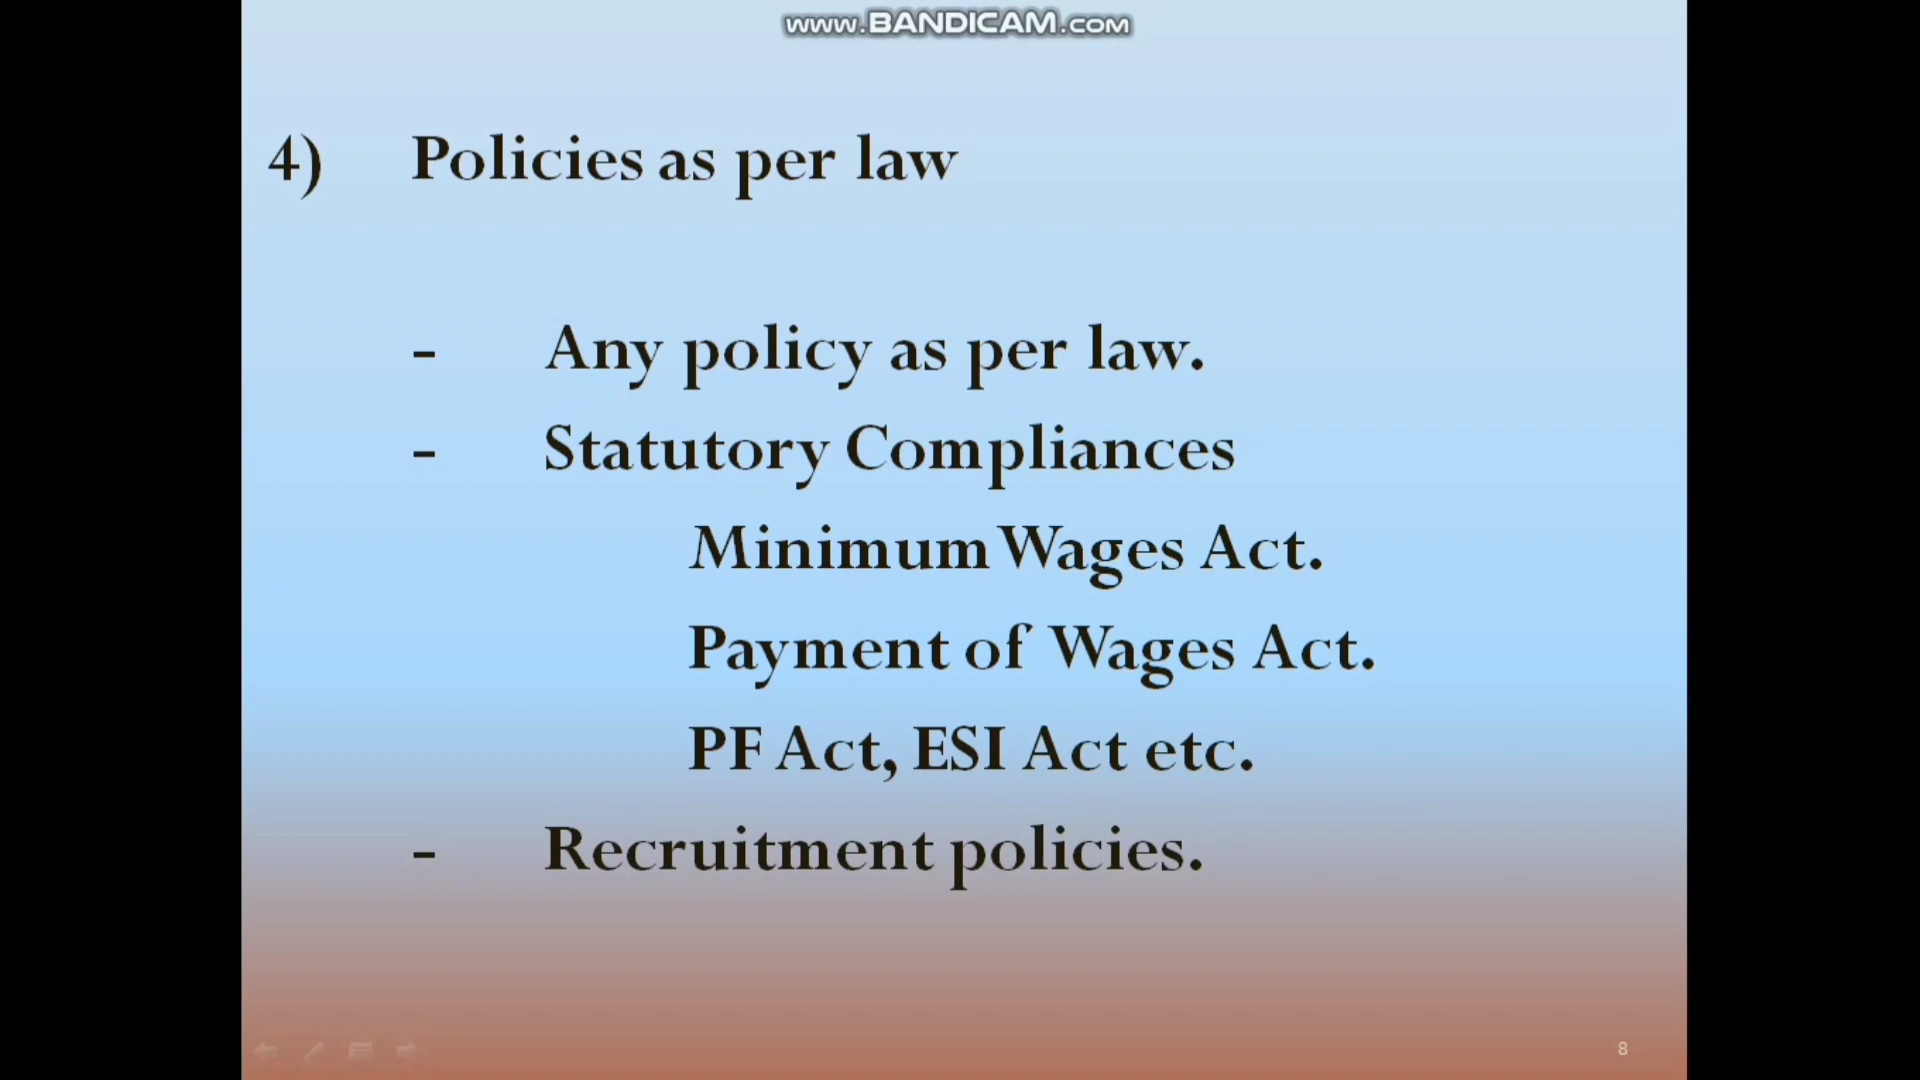 www.BANDICAM.com
4) Policies as per law
- Any policy as per law.
- Statutory Compliances
Minimum Wages Act.
Payment of Wages Act.
PF Act, ESI Act etc.
- Recruitment policies.
8